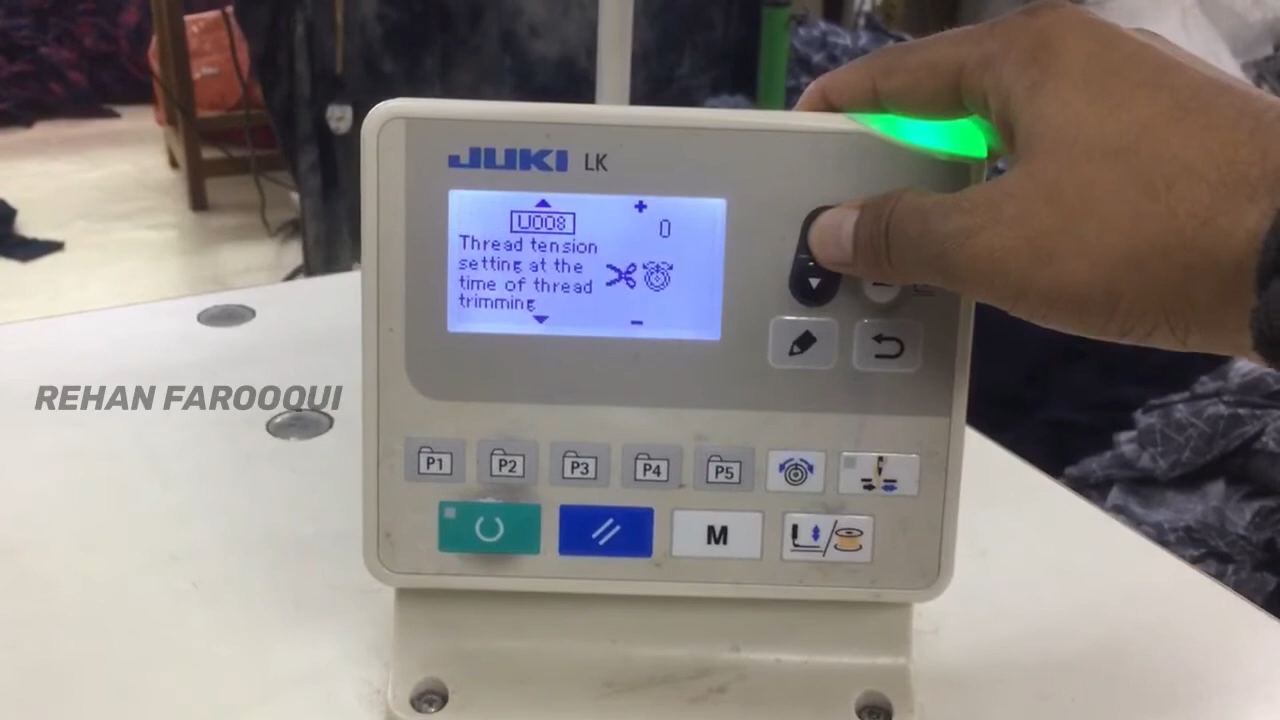 JUKI LK
U008
0
Thread tension
setting at the
time of thread
trimming
REHAN FAROOQUI
P1 P2 P3 P4 P5
M